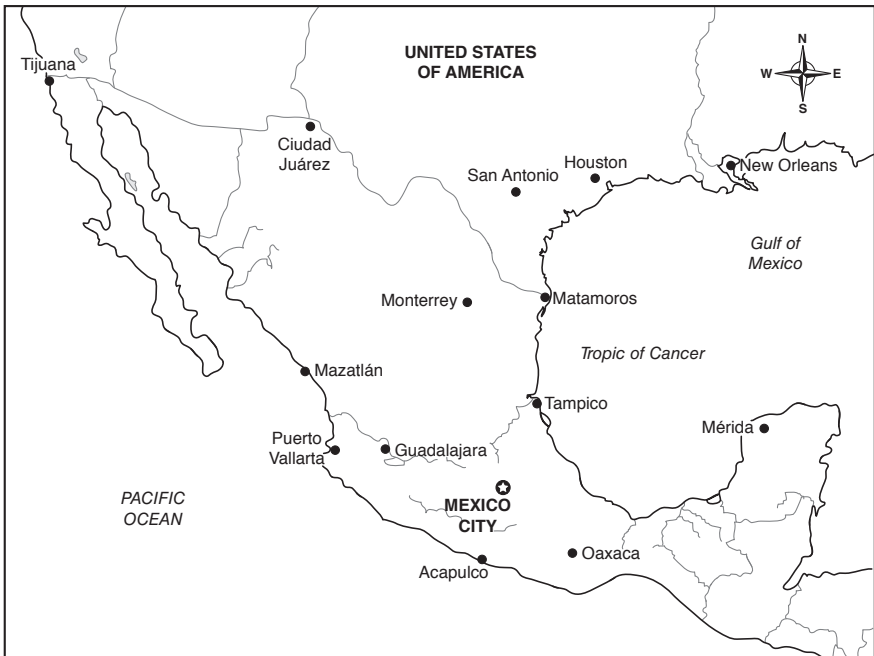 UNITED STATES
OF AMERICA
N
W
E
S
Tijuana
Ciudad
Juárez
San Antonio
Houston
New Orleans
Gulf of
Mexico
Monterrey
Matamoros
Tropic of Cancer
Mazatlán
Tampico
Mérida
Puerto
Vallarta
Guadalajara
PACIFIC
OCEAN
MEXICO
CITY
Oaxaca
Acapulco